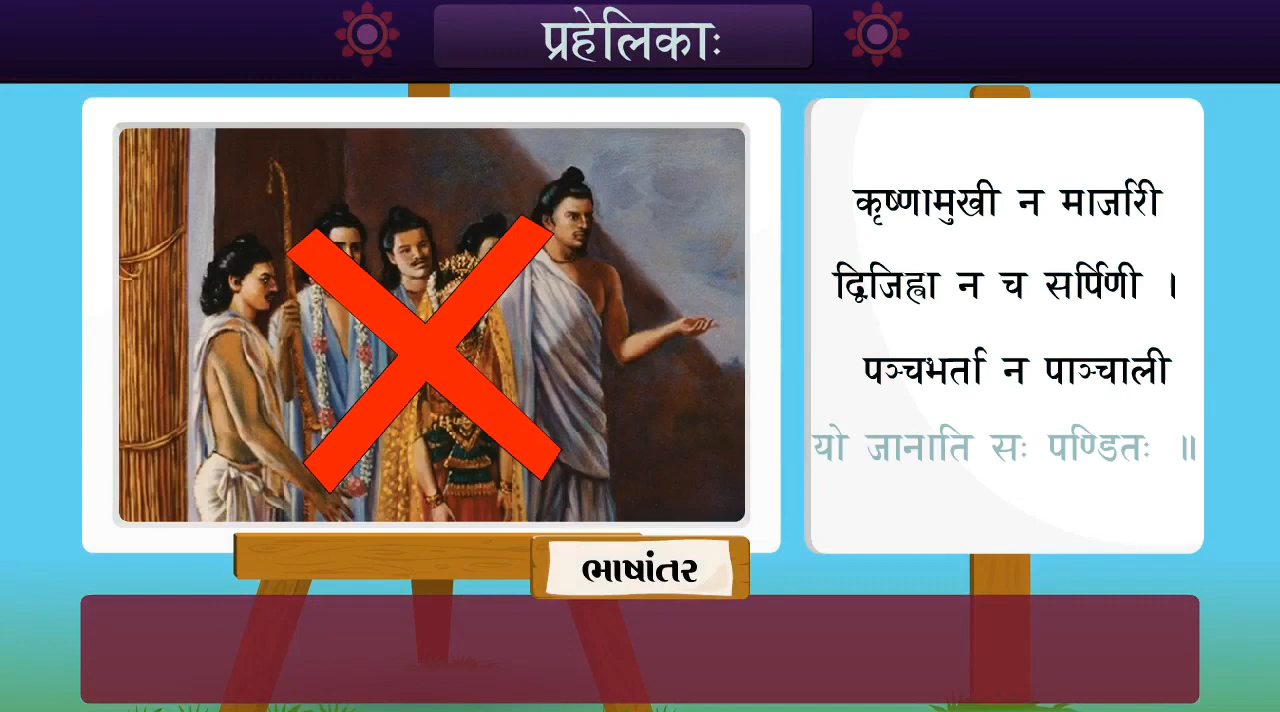 प्रहेलिकाः
कृष्णामुखी न मार्जारी
द्विजिह्वा न च सर्पिणी ।
पञ्चभर्ता न पाञ्चाली
यो जानाति सः पण्डितः ॥
ભાષાંતર